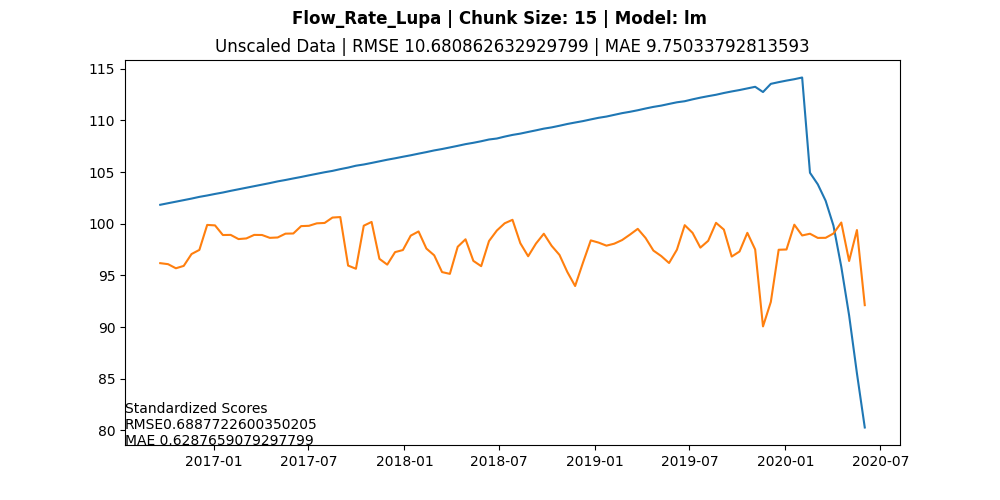 Flow_Rate_Lupa | Chunk Size: 15 | Model: lm
Unscaled Data | RMSE 10.680862632929799 | MAE 9.75033792813593
115
110
105
100
95
90
85
80
Standardized Scores
RMSE0.6887722600350205
MAE 0.6287659079297799
2017-01 2017-07 2018-01 2018-07 2019-01 2019-07 2020-01 2020-07